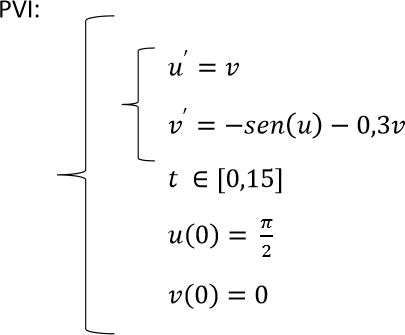 PVI:
u′ = v
v′ = −sen(u) − 0,3v
t ∈ [0,15]
u(0) = π/2
v(0) = 0